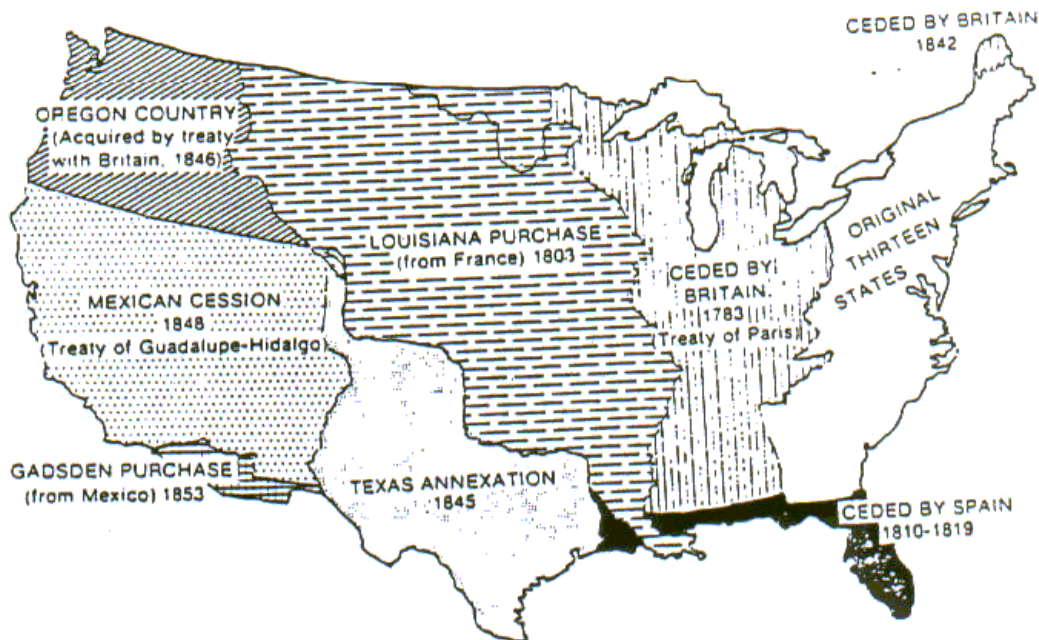 CEDED BY BRITAIN
1842
OREGON COUNTRY
(Acquired by treaty
with Britain, 1846)
LOUISIANA PURCHASE
(from France) 1803
ORIGINAL
THIRTEEN
STATES
CEDED BY
BRITAIN
1783
(Treaty of Paris)
MEXICAN CESSION
1848
(Treaty of Guadalupe-Hidalgo)
GADSDEN PURCHASE
(from Mexico) 1853
TEXAS ANNEXATION
1845
CEDED BY SPAIN
1810-1819